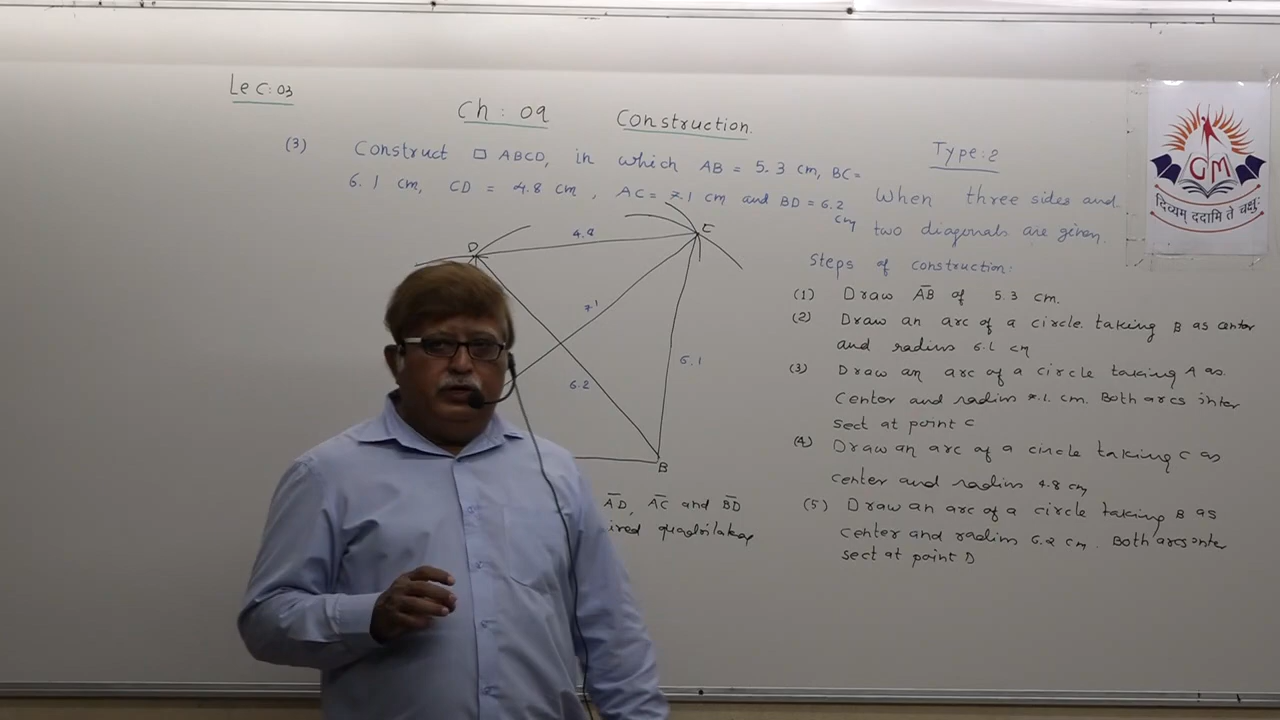 Lec:03
Ch: 09 Construction.
(3) Construct □ ABCD, in which AB = 5.3 cm, BC =
6.1 cm, CD = 4.8 cm, AC = 7.1 cm and BD = 6.2
cm
Type:2
When three sides and
two diagonals are given.
Steps of construction:
(1) Draw AB of 5.3 cm.
(2) Draw an arc of a circle taking B as center
and radius 6.1 cm
(3) Draw an arc of a circle taking A as
center and radius 7.1 cm. Both arcs inter
sect at point C
(4) Draw an arc of a circle taking C as
center and radius 4.8 cm
(5) Draw an arc of a circle taking B as
center and radius 6.2 cm. Both arcs inter
sect at point D
D
4.8
C
7.1
6.2
6.1
B
AD, AC and BD
GM
दिव्यम् ददामि ते चक्षुः